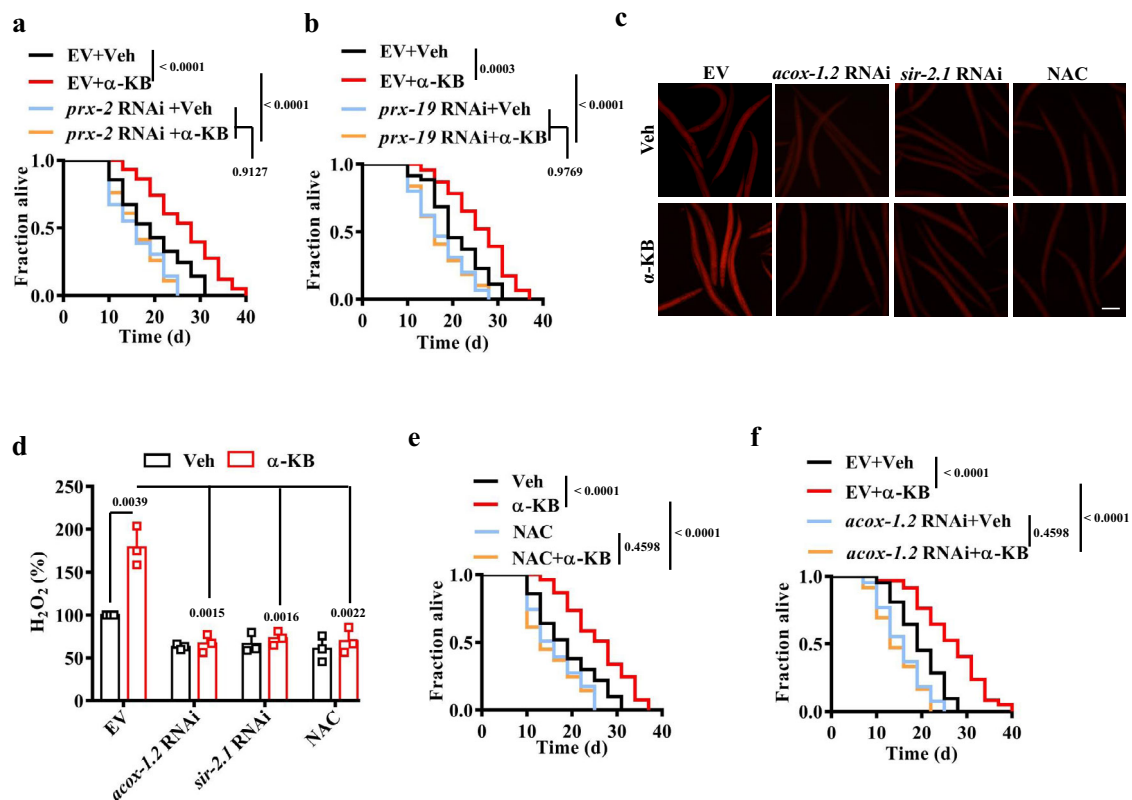 a
EV+Veh
EV+α-KB
prx-2 RNAi +Veh
prx-2 RNAi +α-KB
< 0.0001
< 0.0001
0.9127
Fraction alive
1.0
0.5
0.0
0 10 20 30 40
Time (d)
b
EV+Veh
EV+α-KB
prx-19 RNAi+Veh
prx-19 RNAi+α-KB
0.0003
< 0.0001
0.9769
Fraction alive
1.0
0.5
0.0
0 10 20 30 40
Time (d)
c
EV acox-1.2 RNAi sir-2.1 RNAi NAC
Veh
α-KB
d
Veh α-KB
H₂O₂ (%)
250
200
150
100
50
0
0.0039
0.0015
0.0016
0.0022
EV
acox-1.2 RNAi
sir-2.1 RNAi
NAC
e
Veh
α-KB
NAC
NAC+α-KB
< 0.0001
0.4598
< 0.0001
Fraction alive
1.0
0.5
0.0
0 10 20 30 40
Time (d)
f
EV+Veh
EV+α-KB
acox-1.2 RNAi+Veh
acox-1.2 RNAi+α-KB
< 0.0001
0.4598
< 0.0001
Fraction alive
1.0
0.5
0.0
0 10 20 30 40
Time (d)